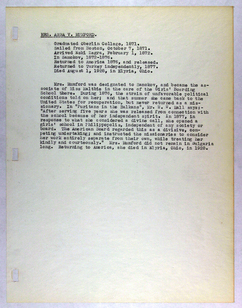 MRS. ANNA V. MUMFORD.
Graduated Oberlin College, 1871.
Sailed from Boston, October 7, 1871.
Arrived Eski Zagra, February 1, 1872.
In Samokov, 1872-1876.
Returned to America 1876, and released.
Returned to Turkey independently, 1877.
Died August 1, 1928, in Elyria, Ohio.
Mrs. Mumford was designated to Samokov, and became the as-
sociate of Miss Maltbie in the care of the Girls' Boarding
School there. During 1876, the strain of unfavorable political
conditions told on her; and that summer she came back to the
United States for recuperation, but never returned as a mis-
sionary. In "Puritans in the Balkans", Dr. W. W. Hall says:
"After serving five years she was released from connection with
the school because of her independent spirit. In 1877, in
response to what she considered a divine call, she opened a
girls' school in Philippopolis, independent of any society or
board. The American Board regarded this as a divisive, com-
peting undertaking; and instructed the missionaries to consider
her work entirely separate from their own, while treating her
kindly and courteously." Mrs. Mumford did not remain in Bulgaria
long. Returning to America, she died in Elyria, Ohio, in 1928.